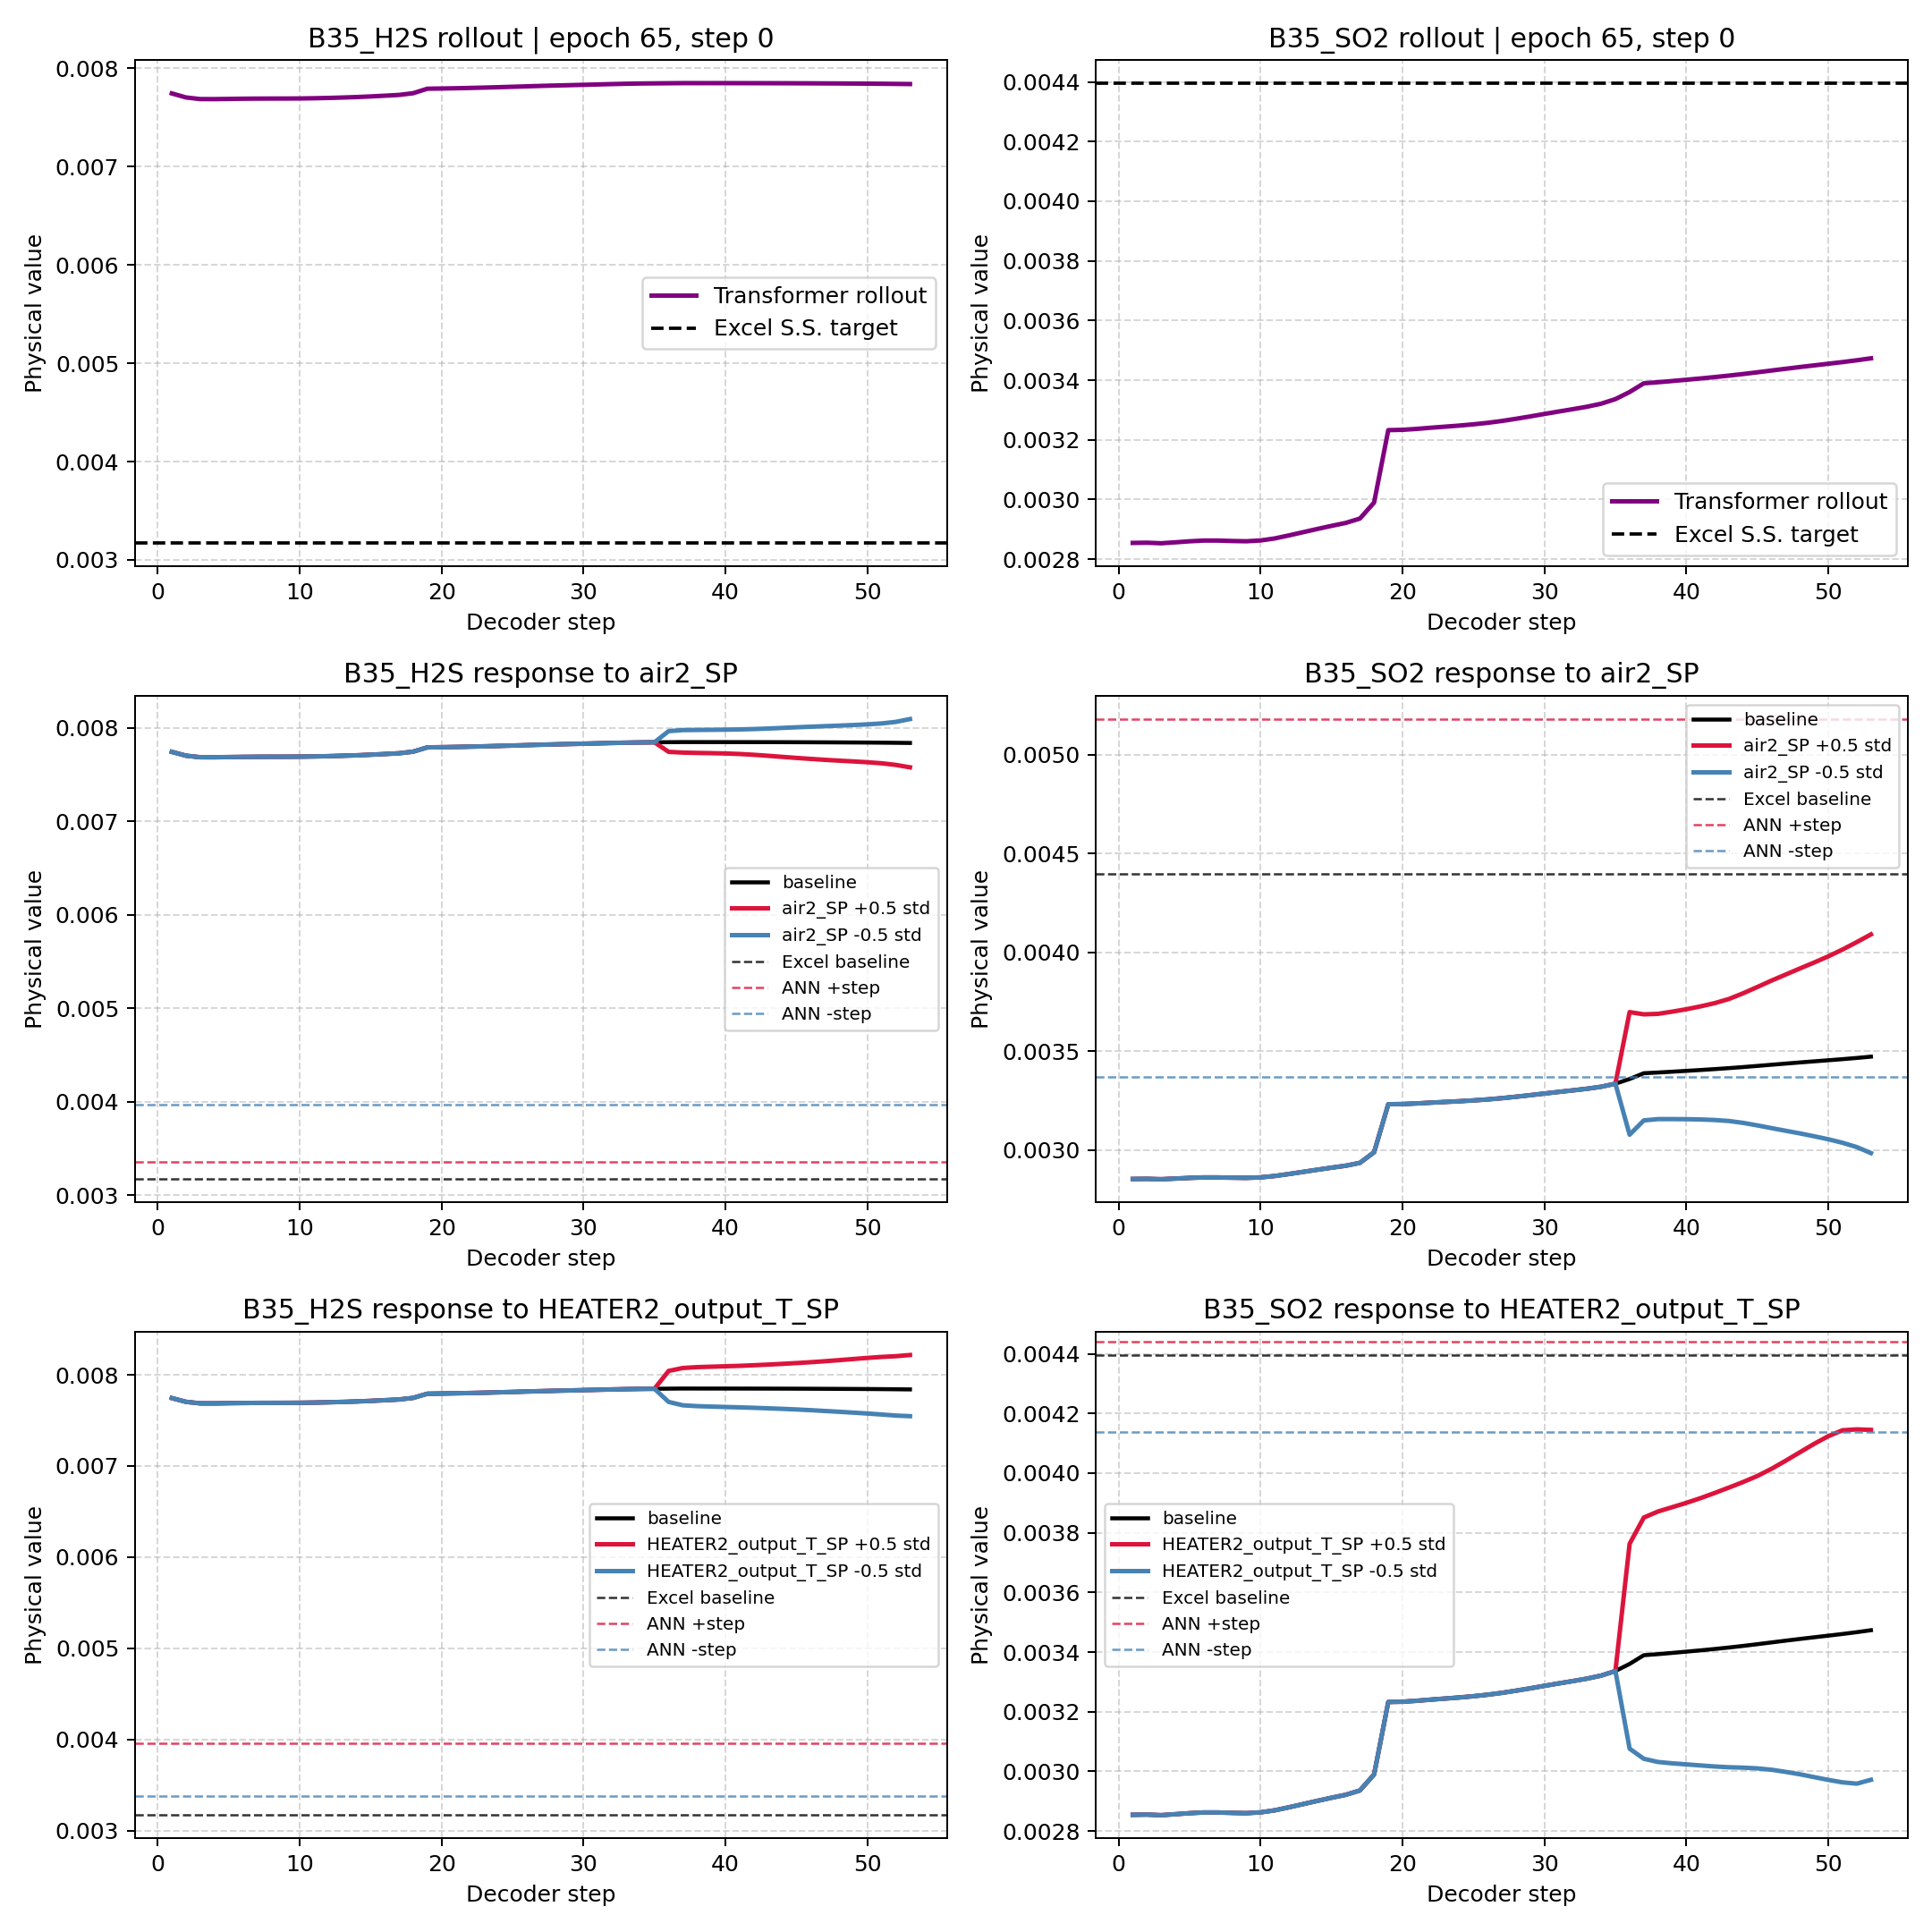 B35_H2S rollout | epoch 65, step 0
0.008
0.007
0.006
0.005
0.004
0.003
Physical value
Transformer rollout
Excel S.S. target
0 10 20 30 40 50
Decoder step
B35_SO2 rollout | epoch 65, step 0
0.0044
0.0042
0.0040
0.0038
0.0036
0.0034
0.0032
0.0030
0.0028
Physical value
Transformer rollout
Excel S.S. target
0 10 20 30 40 50
Decoder step
B35_H2S response to air2_SP
0.008
0.007
0.006
0.005
0.004
0.003
Physical value
baseline
air2_SP +0.5 std
air2_SP -0.5 std
Excel baseline
ANN +step
ANN -step
0 10 20 30 40 50
Decoder step
B35_SO2 response to air2_SP
0.0050
0.0045
0.0040
0.0035
0.0030
Physical value
baseline
air2_SP +0.5 std
air2_SP -0.5 std
Excel baseline
ANN +step
ANN -step
0 10 20 30 40 50
Decoder step
B35_H2S response to HEATER2_output_T_SP
0.008
0.007
0.006
0.005
0.004
0.003
Physical value
baseline
HEATER2_output_T_SP +0.5 std
HEATER2_output_T_SP -0.5 std
Excel baseline
ANN +step
ANN -step
0 10 20 30 40 50
Decoder step
B35_SO2 response to HEATER2_output_T_SP
0.0044
0.0042
0.0040
0.0038
0.0036
0.0034
0.0032
0.0030
0.0028
Physical value
baseline
HEATER2_output_T_SP +0.5 std
HEATER2_output_T_SP -0.5 std
Excel baseline
ANN +step
ANN -step
0 10 20 30 40 50
Decoder step